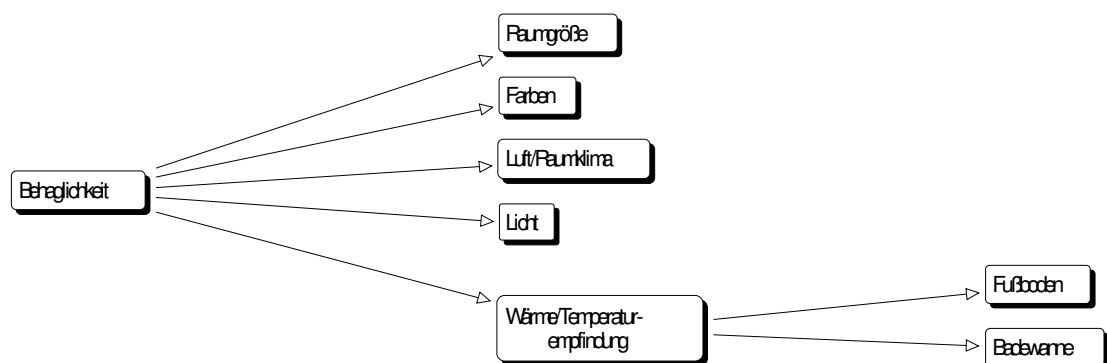 Raumgröße
Farben
Luft/Raumklima
Behaglichkeit
Licht
Fußboden
Wärme/Temperatur-
empfindung
Badewanne